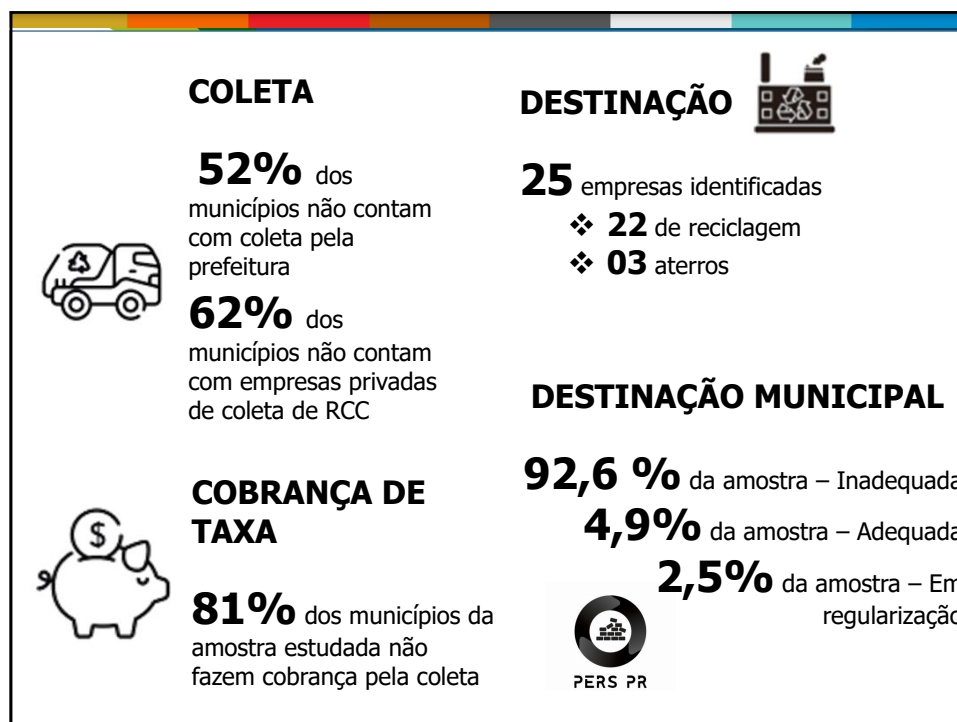 COLETA
52% dos
municípios não contam
com coleta pela
prefeitura
62% dos
municípios não contam
com empresas privadas
de coleta de RCC
COBRANÇA DE
TAXA
81% dos municípios da
amostra estudada não
fazem cobrança pela coleta
DESTINAÇÃO
25 empresas identificadas
❖ 22 de reciclagem
❖ 03 aterros
DESTINAÇÃO MUNICIPAL
92,6 % da amostra – Inadequada
4,9% da amostra – Adequada
2,5% da amostra – Em
regularização
PERS PR